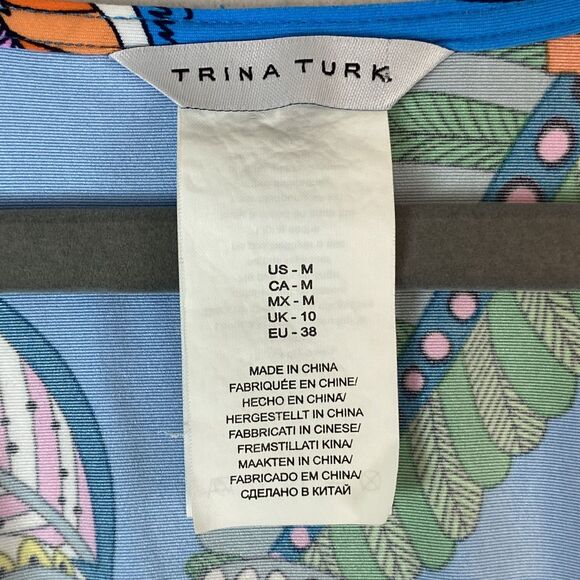 TRINA TURK
US - M
CA - M
MX - M
UK - 10
EU - 38
MADE IN CHINA
FABRIQUÉE EN CHINE/
HECHO EN CHINA/
HERGESTELLT IN CHINA
FABBRICATI IN CINESE/
FREMSTILLATI KINA/
MAAKTEN IN CHINA/
FABRICADO EM CHINA/
СДЕЛАНО В КИТАЙ